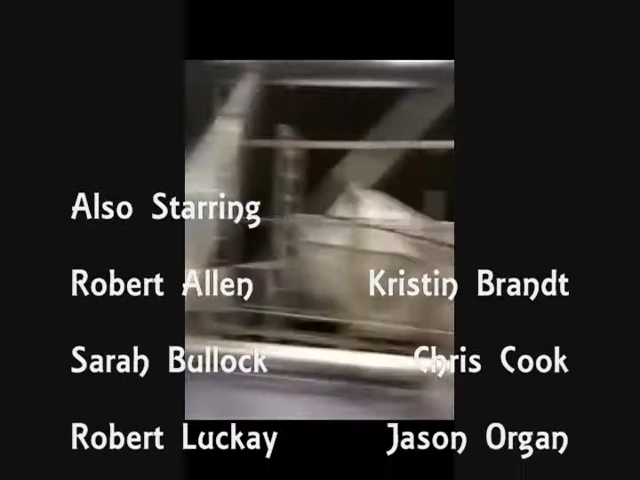 Also Starring
Robert Allen Kristin Brandt
Sarah Bullock Chris Cook
Robert Luckay Jason Organ